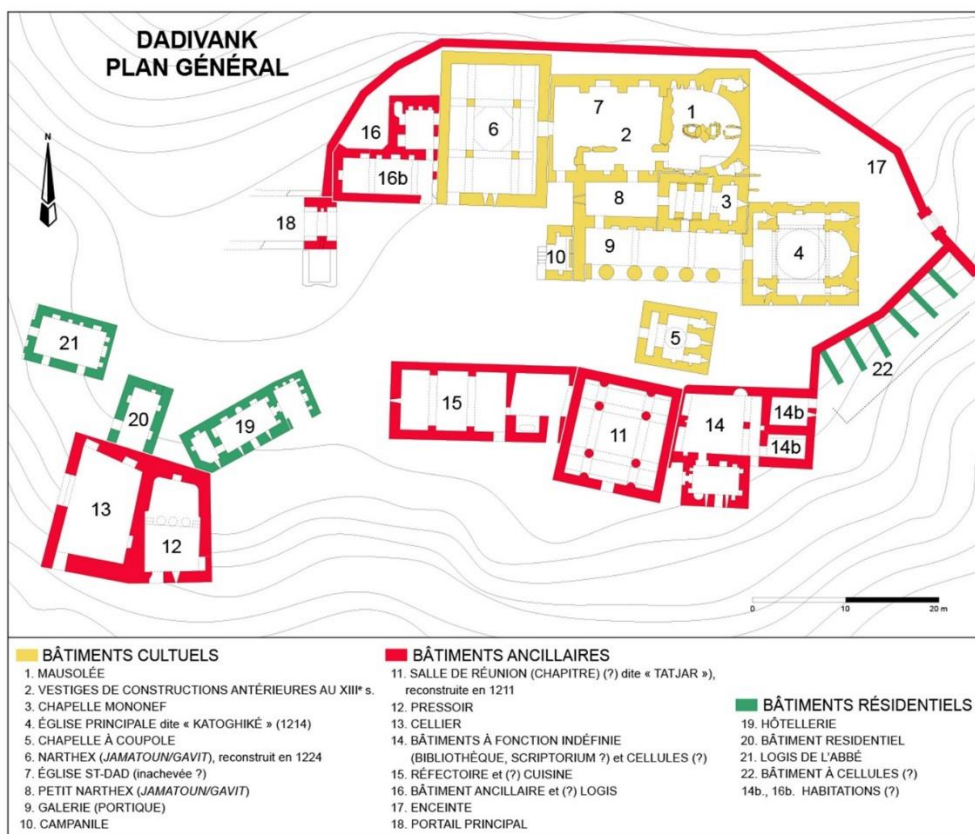 DADIVANK
PLAN GÉNÉRAL
N
1
2
3
4
5
6
7
8
9
10
11
12
13
14
14b
14b
15
16
16b
17
18
19
20
21
22
0 10 20 m
BÂTIMENTS CULTUELS
1. MAUSOLÉE
2. VESTIGES DE CONSTRUCTIONS ANTÉRIEURES AU XIIIᵉ s.
3. CHAPELLE MONONEF
4. ÉGLISE PRINCIPALE dite « KATOGHIKÉ » (1214)
5. CHAPELLE À COUPOLE
6. NARTHEX (JAMATOUN/GAVIT), reconstruit en 1224
7. ÉGLISE ST-DAD (inachevée ?)
8. PETIT NARTHEX (JAMATOUN/GAVIT)
9. GALERIE (PORTIQUE)
10. CAMPANILE
BÂTIMENTS ANCILLAIRES
11. SALLE DE RÉUNION (CHAPITRE) (?) dite « TATJAR »),
reconstruite en 1211
12. PRESSOIR
13. CELLIER
14. BÂTIMENTS À FONCTION INDÉFINIE
(BIBLIOTHÈQUE, SCRIPTORIUM ?) et CELLULES (?)
15. RÉFECTOIRE et (?) CUISINE
16. BÂTIMENT ANCILLAIRE et (?) LOGIS
17. ENCEINTE
18. PORTAIL PRINCIPAL
BÂTIMENTS RÉSIDENTIELS
19. HÔTELLERIE
20. BÂTIMENT RESIDENTIEL
21. LOGIS DE L'ABBÉ
22. BÂTIMENT À CELLULES (?)
14b., 16b. HABITATIONS (?)